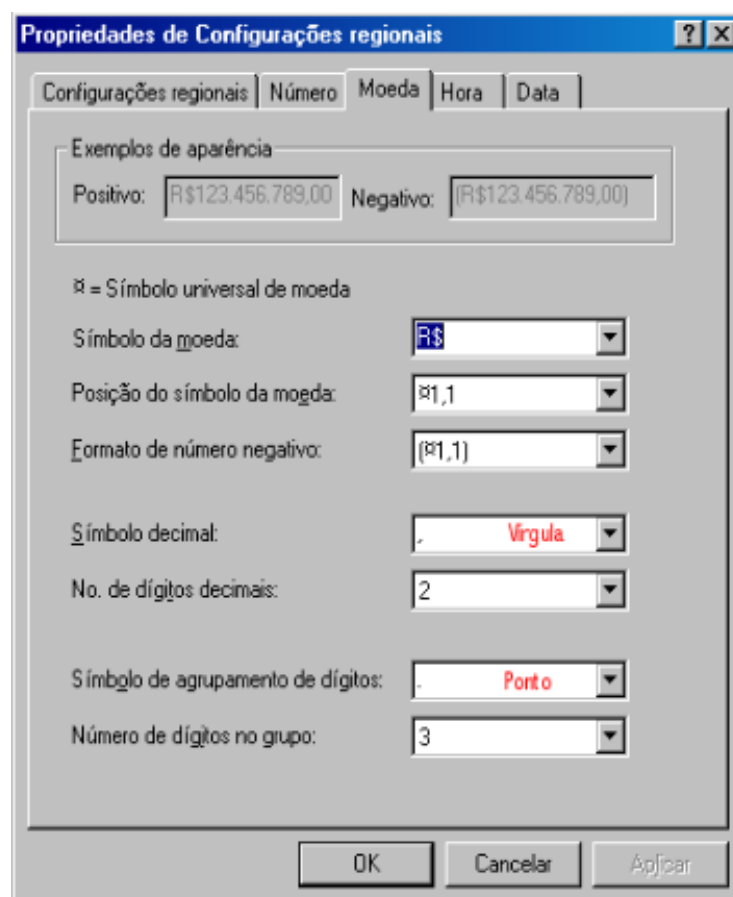 Propriedades de Configurações regionais ? X
Configurações regionais Número Moeda Hora Data
Exemplos de aparência
Positivo: R$123.456.789,00 Negativo: (R$123.456.789,00)
¤ = Símbolo universal de moeda
Símbolo da moeda: R$
Posição do símbolo da moeda: ¤1,1
Formato de número negativo: (¤1,1)
Símbolo decimal: , Vírgula
No. de dígitos decimais: 2
Símbolo de agrupamento de dígitos: . Ponto
Número de dígitos no grupo: 3
OK Cancelar Aplicar